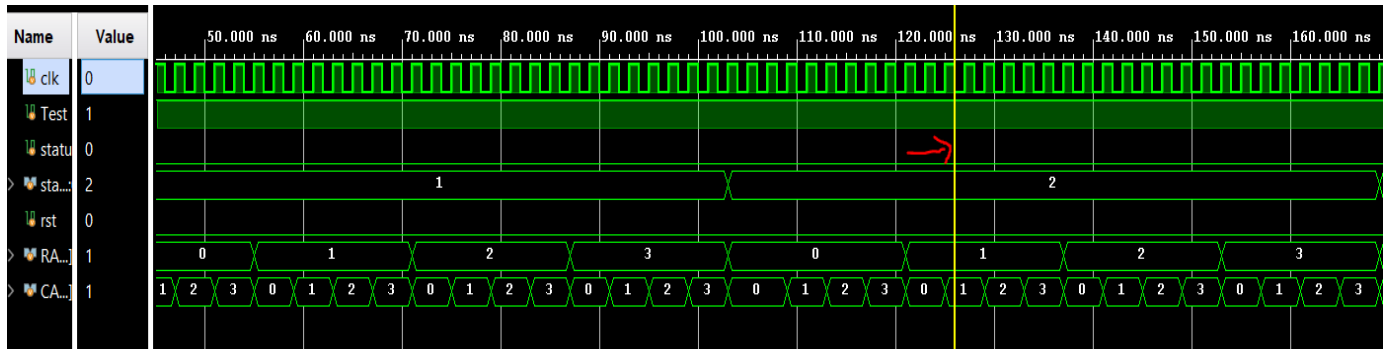 Name Value 50.000 ns 60.000 ns 70.000 ns 80.000 ns 90.000 ns 100.000 ns 110.000 ns 120.000 ns 130.000 ns 140.000 ns 150.000 ns 160.000 ns
clk 0
Test 1
statu 0
sta...: 2 1 2
rst 0
RA...] 1 0 1 2 3 0 1 2 3
CA...] 1 1 2 3 0 1 2 3 0 1 2 3 0 1 2 3 0 1 2 3 0 1 2 3 0 1 2 3 0 1 2 3